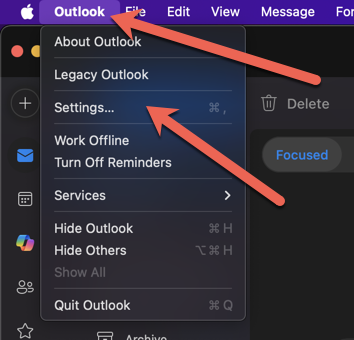 Outlook File Edit View Message For
About Outlook
Legacy Outlook
Settings... ⌘ ,
Delete
Work Offline
Turn Off Reminders
Focused
Services
Hide Outlook ⌘ H
Hide Others ⌥ ⌘ H
Show All
Quit Outlook ⌘ Q
Archive